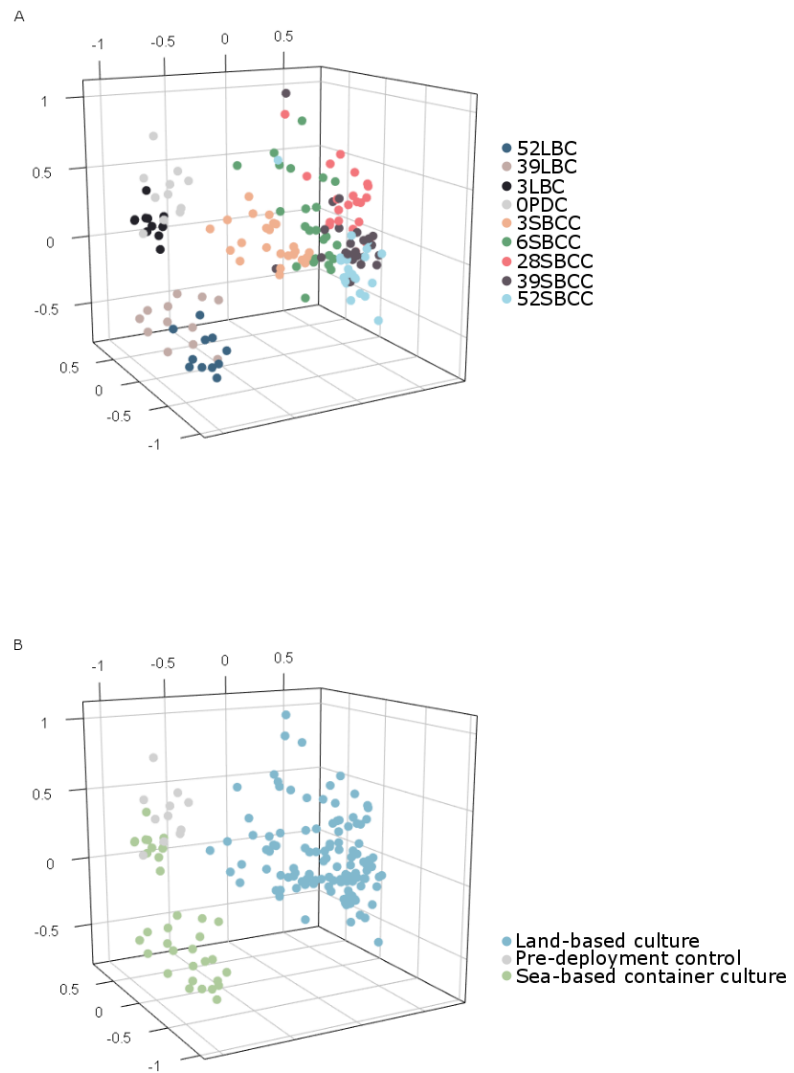 A
-1 -0.5 0 0.5
1
0.5
0
-0.5
0.5
0
-0.5
-1
52LBC
39LBC
3LBC
0PDC
3SBCC
6SBCC
28SBCC
39SBCC
52SBCC
B
-1 -0.5 0 0.5
1
0.5
0
-0.5
0.5
0
-0.5
-1
Land-based culture
Pre-deployment control
Sea-based container culture